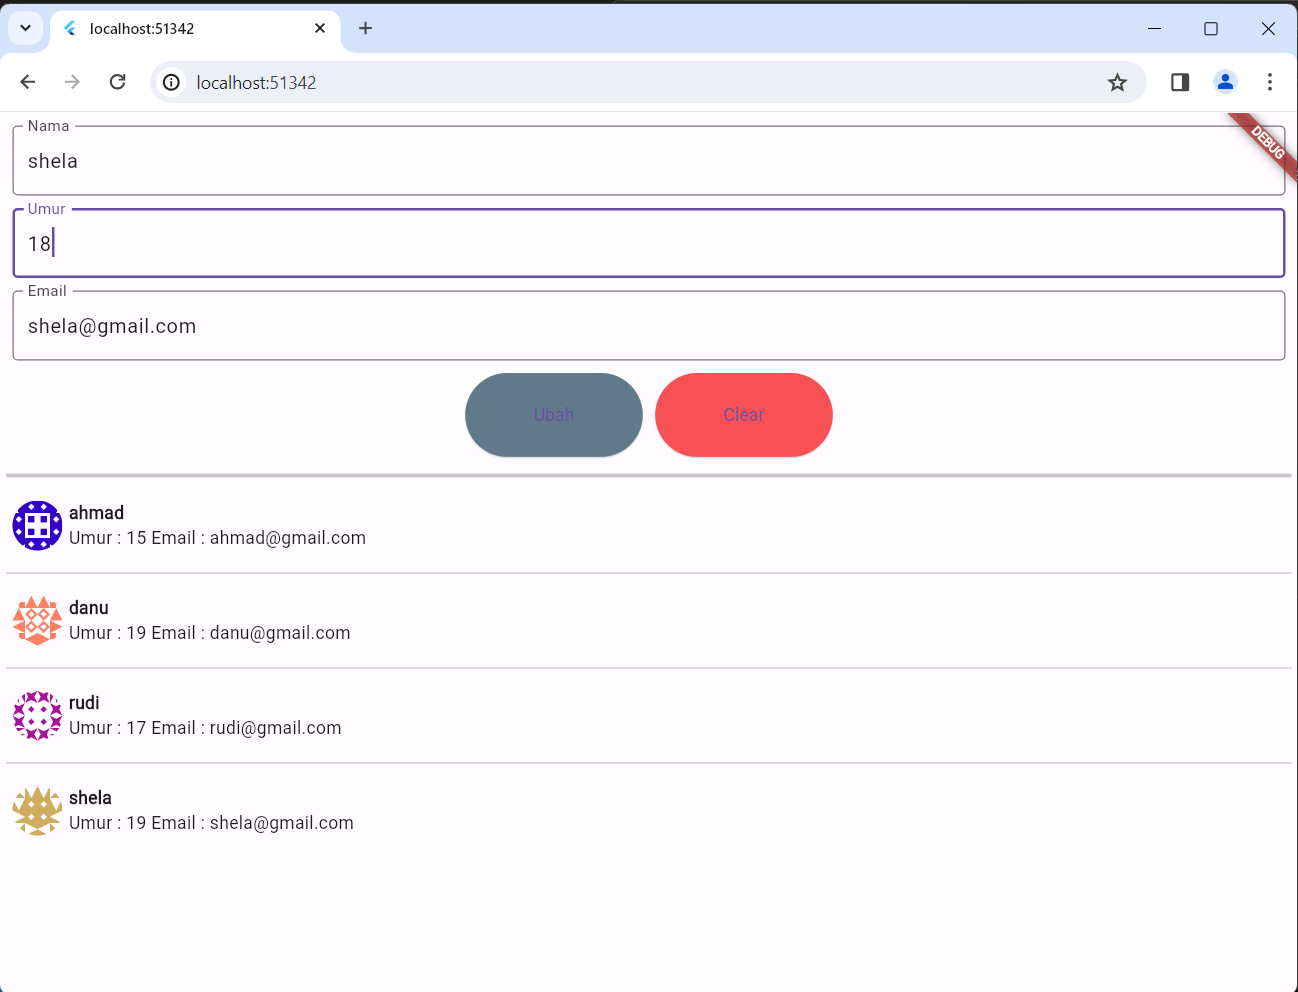 localhost:51342
localhost:51342
DEBUG
Nama
shela
Umur
18
Email
shela@gmail.com
Ubah Clear
ahmad
Umur : 15 Email : ahmad@gmail.com
danu
Umur : 19 Email : danu@gmail.com
rudi
Umur : 17 Email : rudi@gmail.com
shela
Umur : 19 Email : shela@gmail.com